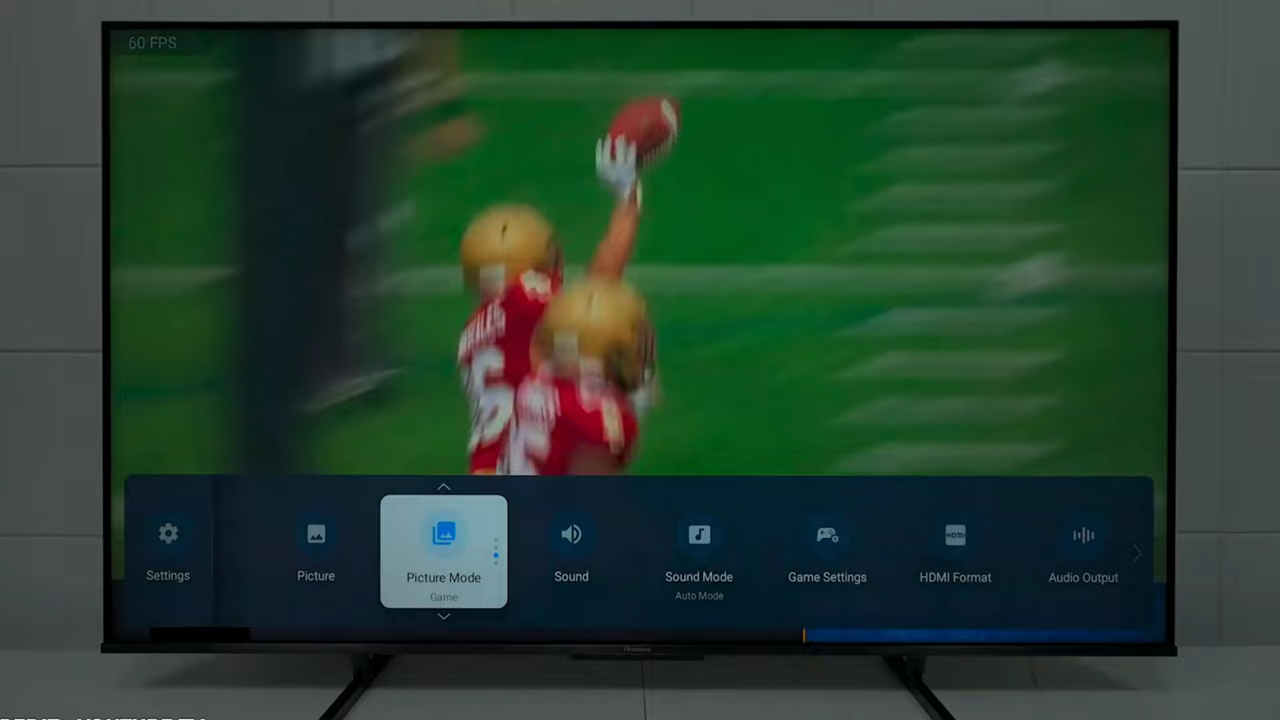 60 FPS
Settings
Picture
Picture Mode
Game
Sound
Sound Mode
Auto Mode
Game Settings
HDMI Format
HDMI
Audio Output
Hisense